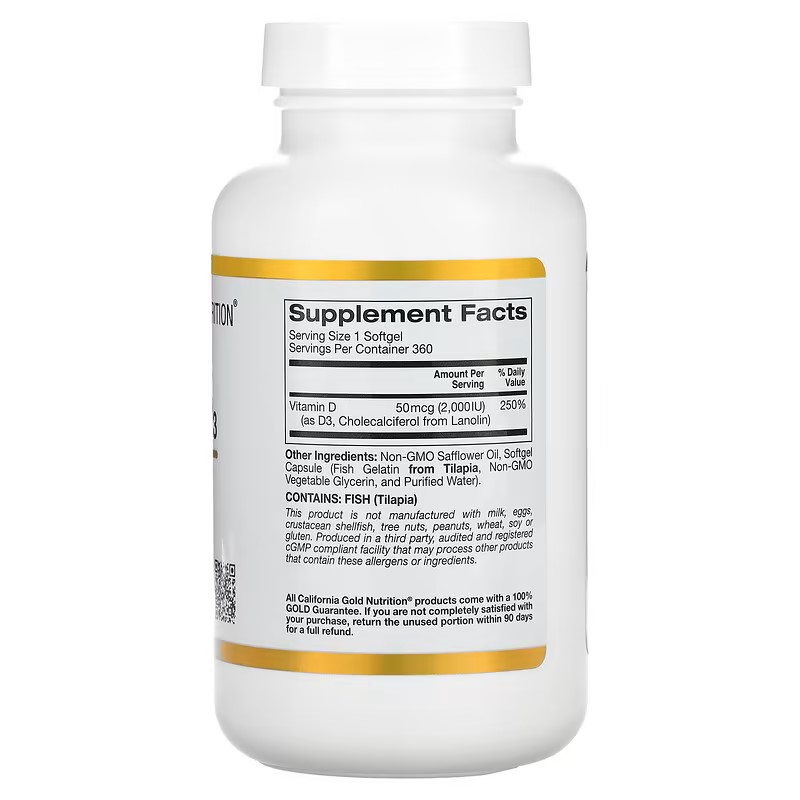 Supplement Facts
Serving Size 1 Softgel
Servings Per Container 360
Amount Per Serving
% Daily Value
Vitamin D 50 mcg (2,000 IU) 250%
(as D3, Cholecalciferol from Lanolin)
Other Ingredients: Non-GMO Safflower Oil, Softgel
Capsule (Fish Gelatin from Tilapia, Non-GMO
Vegetable Glycerin, and Purified Water).
CONTAINS: FISH (Tilapia)
This product is not manufactured with milk, eggs,
crustacean shellfish, tree nuts, peanuts, wheat, soy or
gluten. Produced in a third party, audited and registered
cGMP compliant facility that may process other products
that contain these allergens or ingredients.
All California Gold Nutrition® products come with a 100%
GOLD Guarantee. If you are not completely satisfied with
your purchase, return the unused portion within 90 days
for a full refund.
3